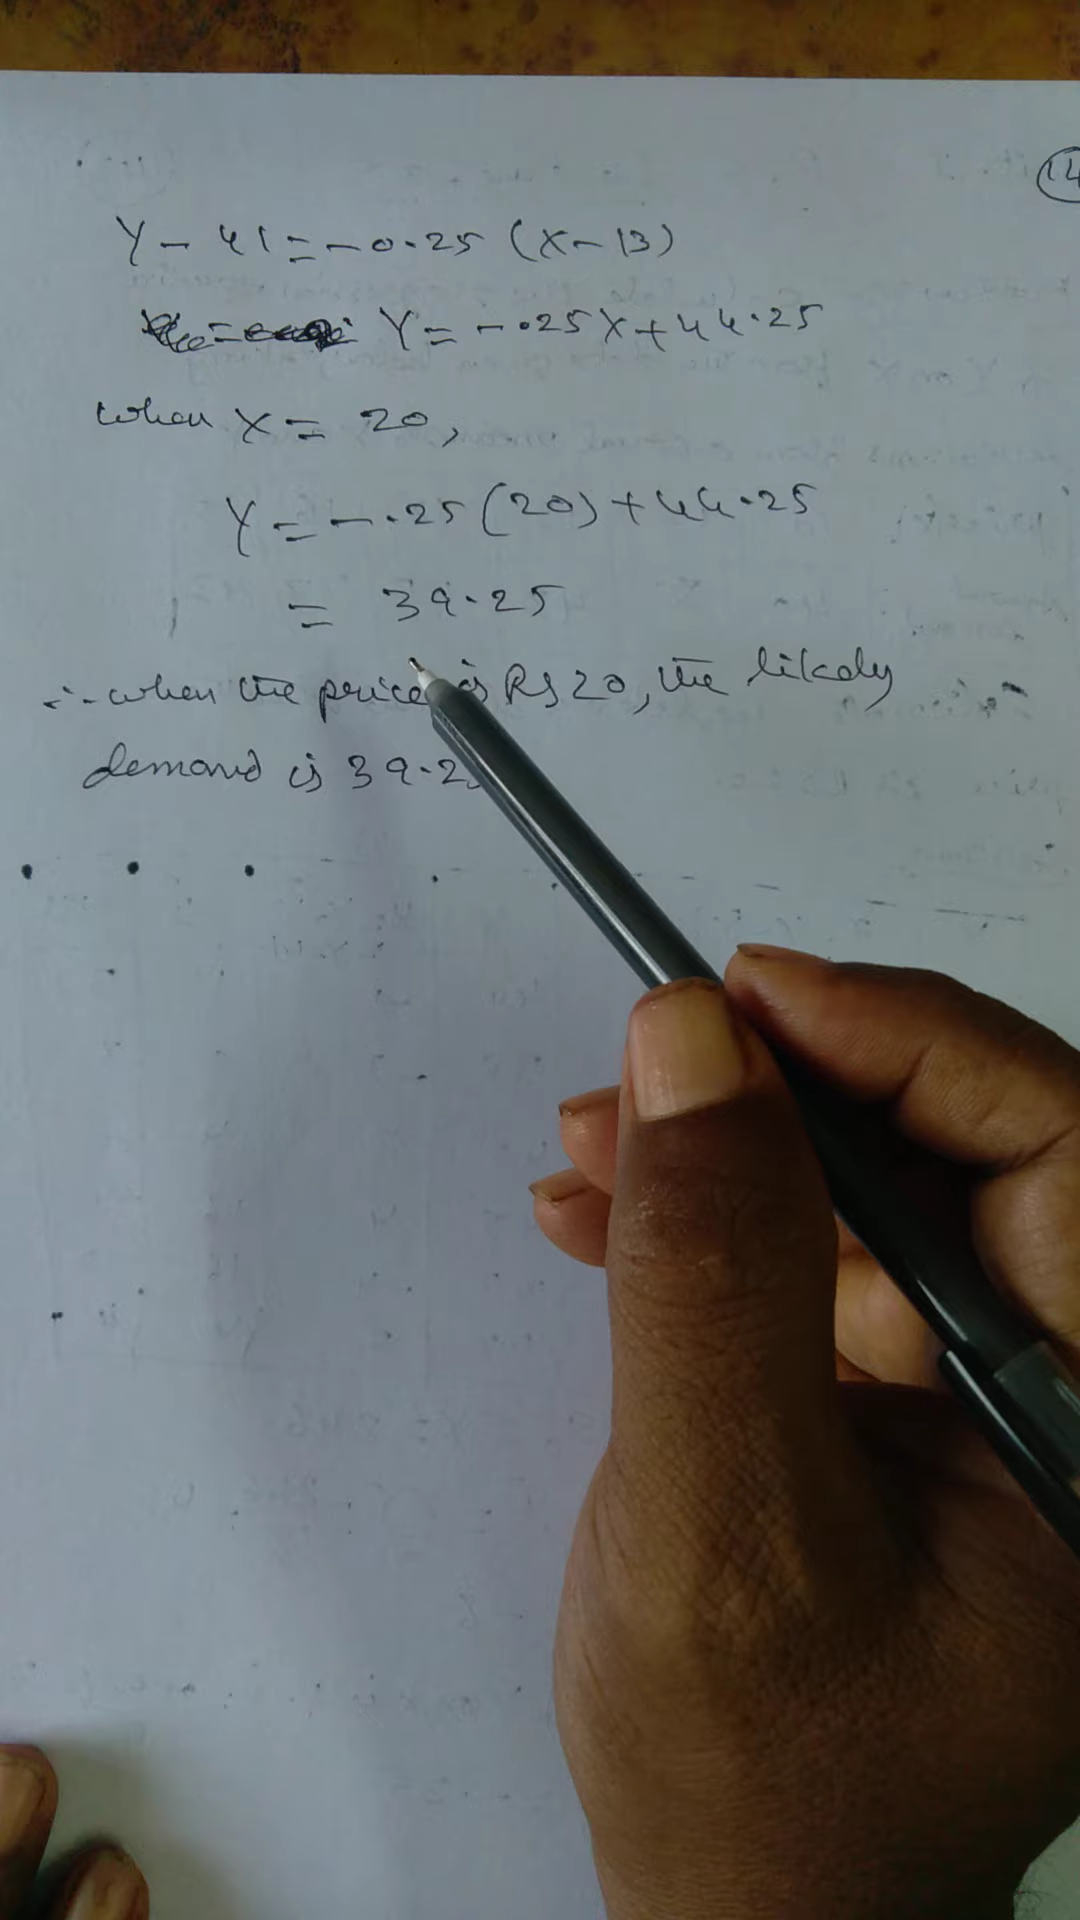 14
Y - 41 = -0.25 (X - 13)
Y = -.25X + 44.25
when X = 20,
Y = -.25 (20) + 44.25
= 39.25
∴ when the price is Rs 20, the likely
demand is 39.25